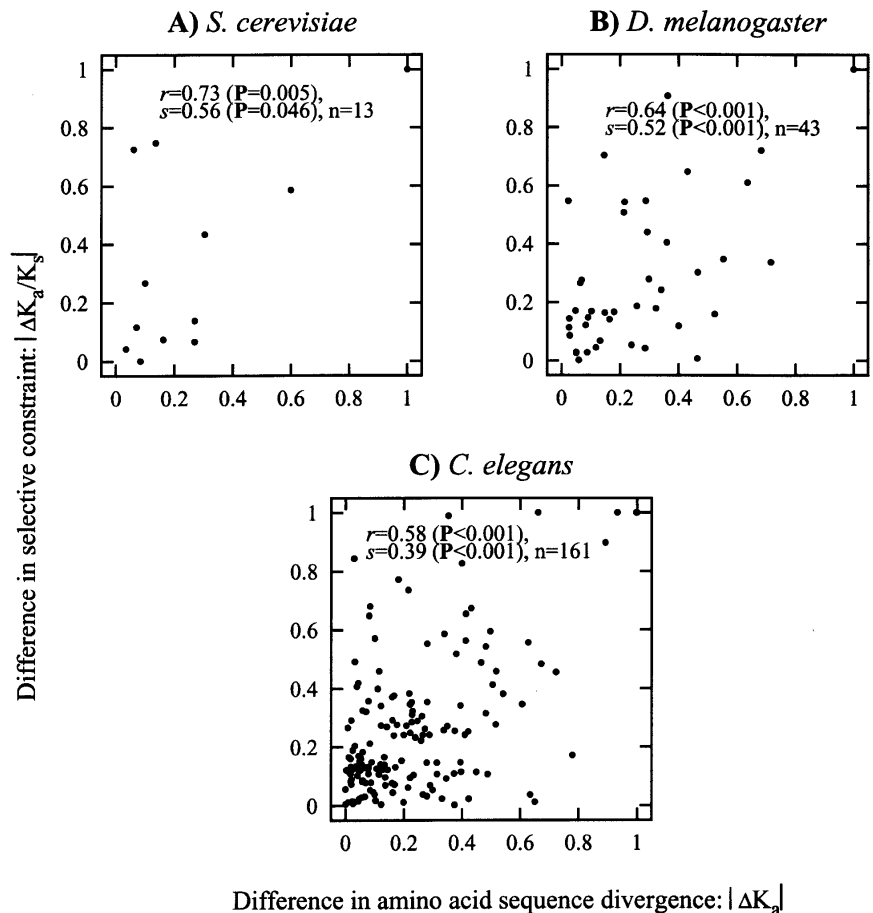 A) S. cerevisiae
B) D. melanogaster
r=0.73 (P=0.005),
s=0.56 (P=0.046), n=13
r=0.64 (P<0.001),
s=0.52 (P<0.001), n=43
1
0.8
0.6
0.4
0.2
0
0 0.2 0.4 0.6 0.8 1
1
0.8
0.6
0.4
0.2
0
0 0.2 0.4 0.6 0.8 1
Difference in selective constraint: |ΔKa/Ks|
C) C. elegans
r=0.58 (P<0.001),
s=0.39 (P<0.001), n=161
1
0.8
0.6
0.4
0.2
0
0 0.2 0.4 0.6 0.8 1
Difference in amino acid sequence divergence: |ΔKa|